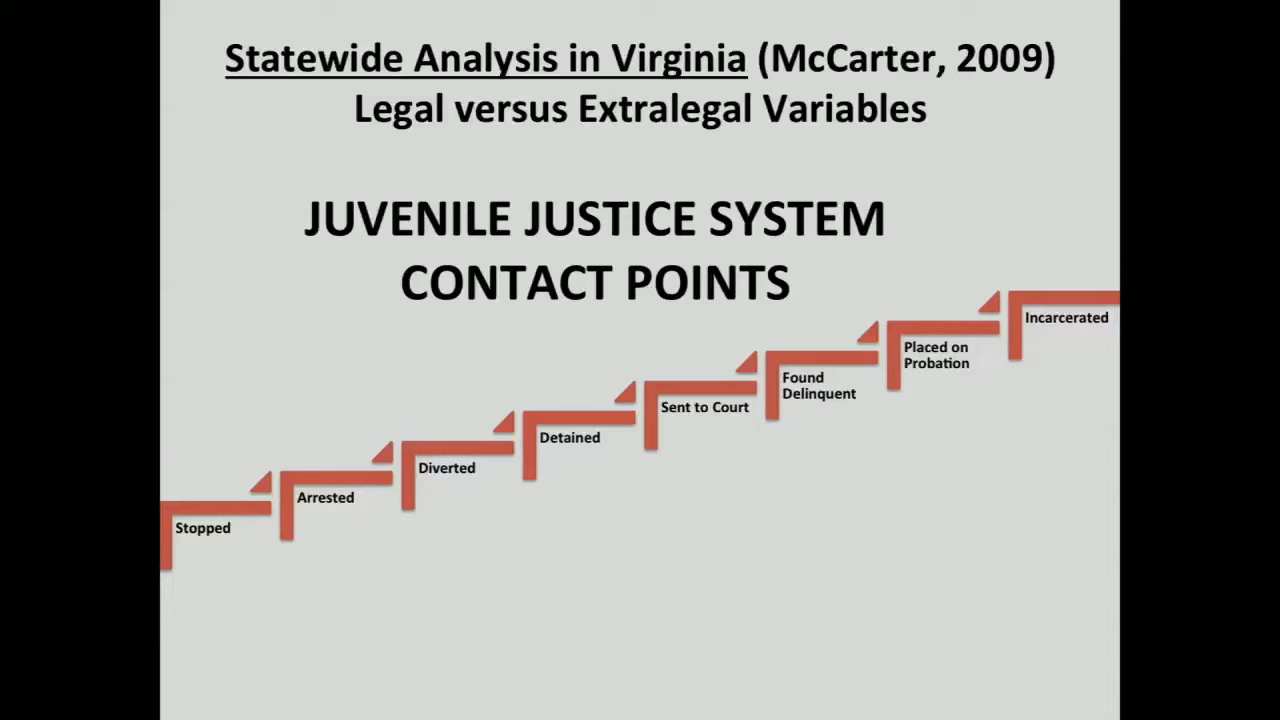 Statewide Analysis in Virginia (McCarter, 2009)
Legal versus Extralegal Variables
JUVENILE JUSTICE SYSTEM
CONTACT POINTS
Stopped
Arrested
Diverted
Detained
Sent to Court
Found
Delinquent
Placed on
Probation
Incarcerated